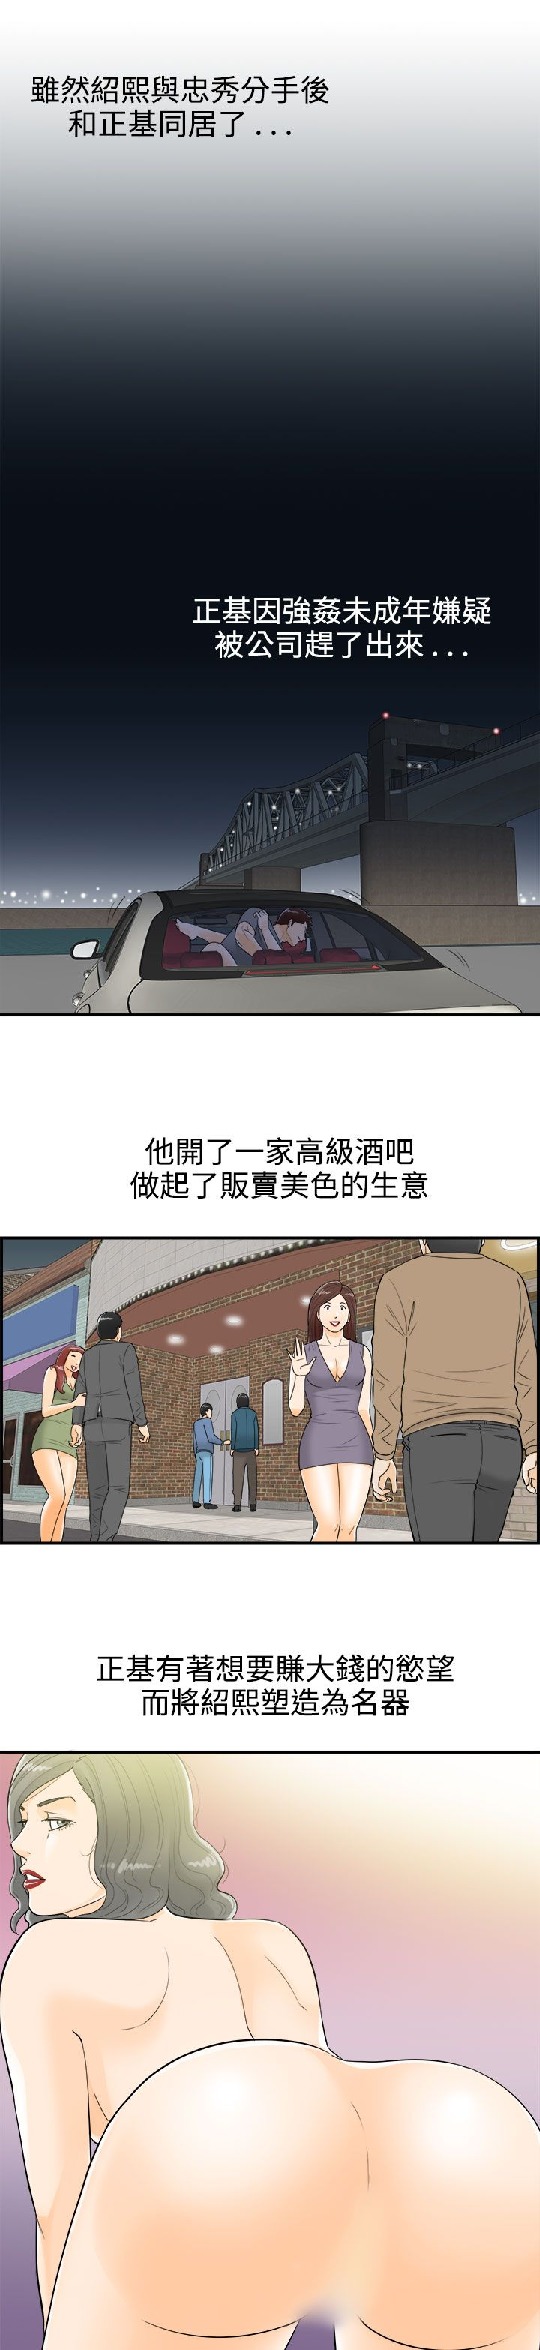 雖然紹熙與忠秀分手後
和正基同居了...
正基因強姦未成年嫌疑
被公司趕了出來...
他開了一家高級酒吧
做起了販賣美色的生意
正基有著想要賺大錢的慾望
而將紹熙塑造為名器